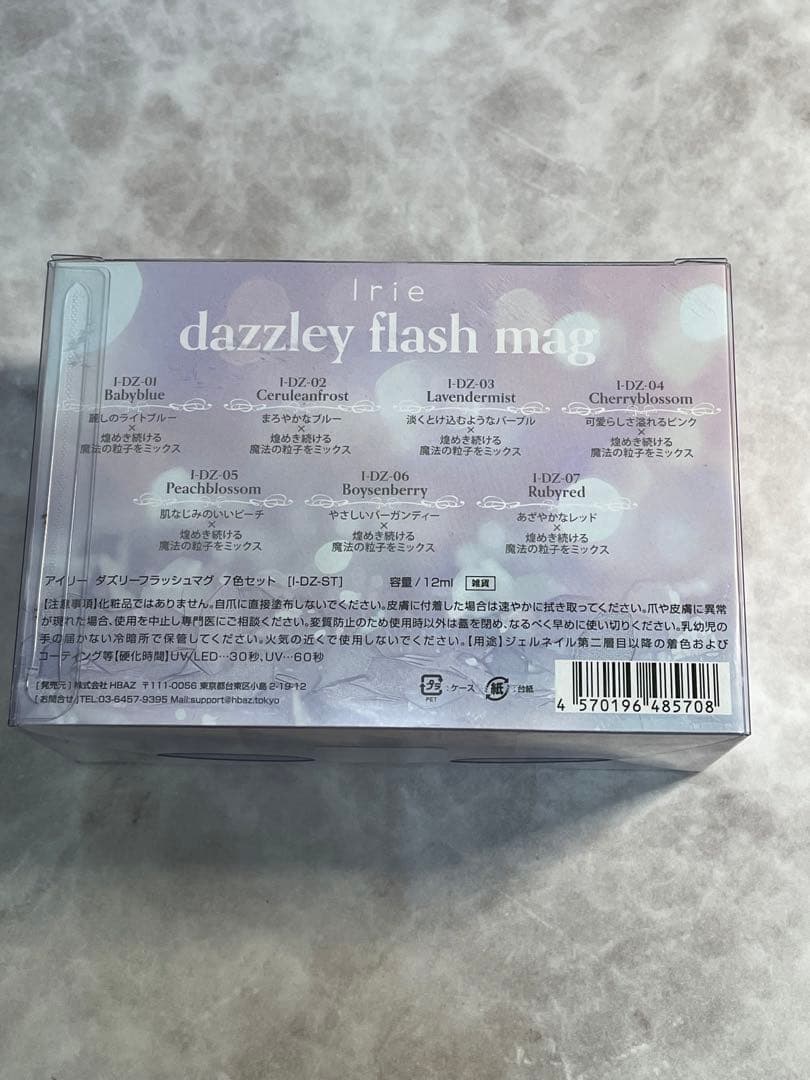 Irie
dazzley flash mag
I-DZ-01
Babyblue
麗しのライトブルー
×
煌めき続ける
魔法の粒子をミックス
I-DZ-02
Ceruleanfrost
まろやかなブルー
×
煌めき続ける
魔法の粒子をミックス
I-DZ-03
Lavendermist
淡くとけ込むようなパープル
×
煌めき続ける
魔法の粒子をミックス
I-DZ-04
Cherryblossom
可愛らしさ溢れるピンク
×
煌めき続ける
魔法の粒子をミックス
I-DZ-05
Peachblossom
肌なじみのいいピーチ
×
煌めき続ける
魔法の粒子をミックス
I-DZ-06
Boysenberry
やさしいバーガンディー
×
煌めき続ける
魔法の粒子をミックス
I-DZ-07
Rubyred
あざやかなレッド
×
煌めき続ける
魔法の粒子をミックス
アイリー ダズリーフラッシュマグ 7色セット [I-DZ-ST] 容量/12ml 雑貨
【注意事項】化粧品ではありません。自爪に直接塗布しないでください。皮膚に付着した場合は速やかに拭き取ってください。爪や皮膚に異常
が現れた場合、使用を中止し専門医にご相談ください。変質防止のため使用時以外は蓋を閉め、なるべく早めに使い切りください。乳幼児の
手の届かない冷暗所で保管してください。火気の近くで使用しないでください。【用途】ジェルネイル第二層目以降の着色および
コーティング等【硬化時間】UV/LED…30秒、UV…60秒
[発売元]株式会社 HBAZ 〒111-0056 東京都台東区小島 2-19-12
[お問合せ]TEL:03-6457-9395 Mail:support@hbaz.tokyo
プラ
PET
:ケース
紙
:台紙
4 570196 485708